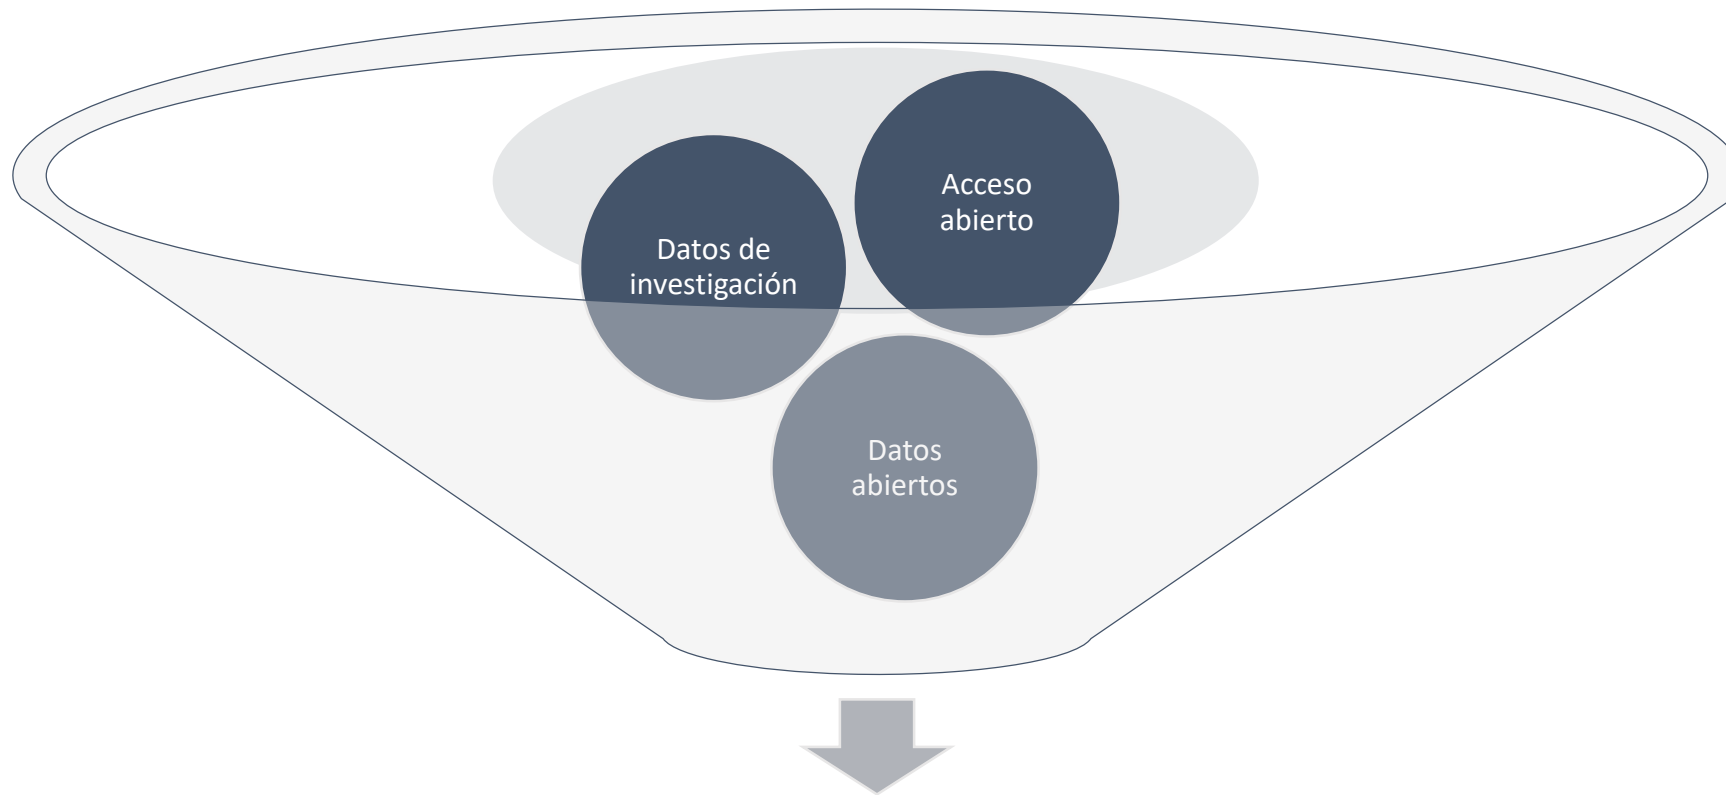 Acceso
abierto
Datos de
investigación
Datos
abiertos